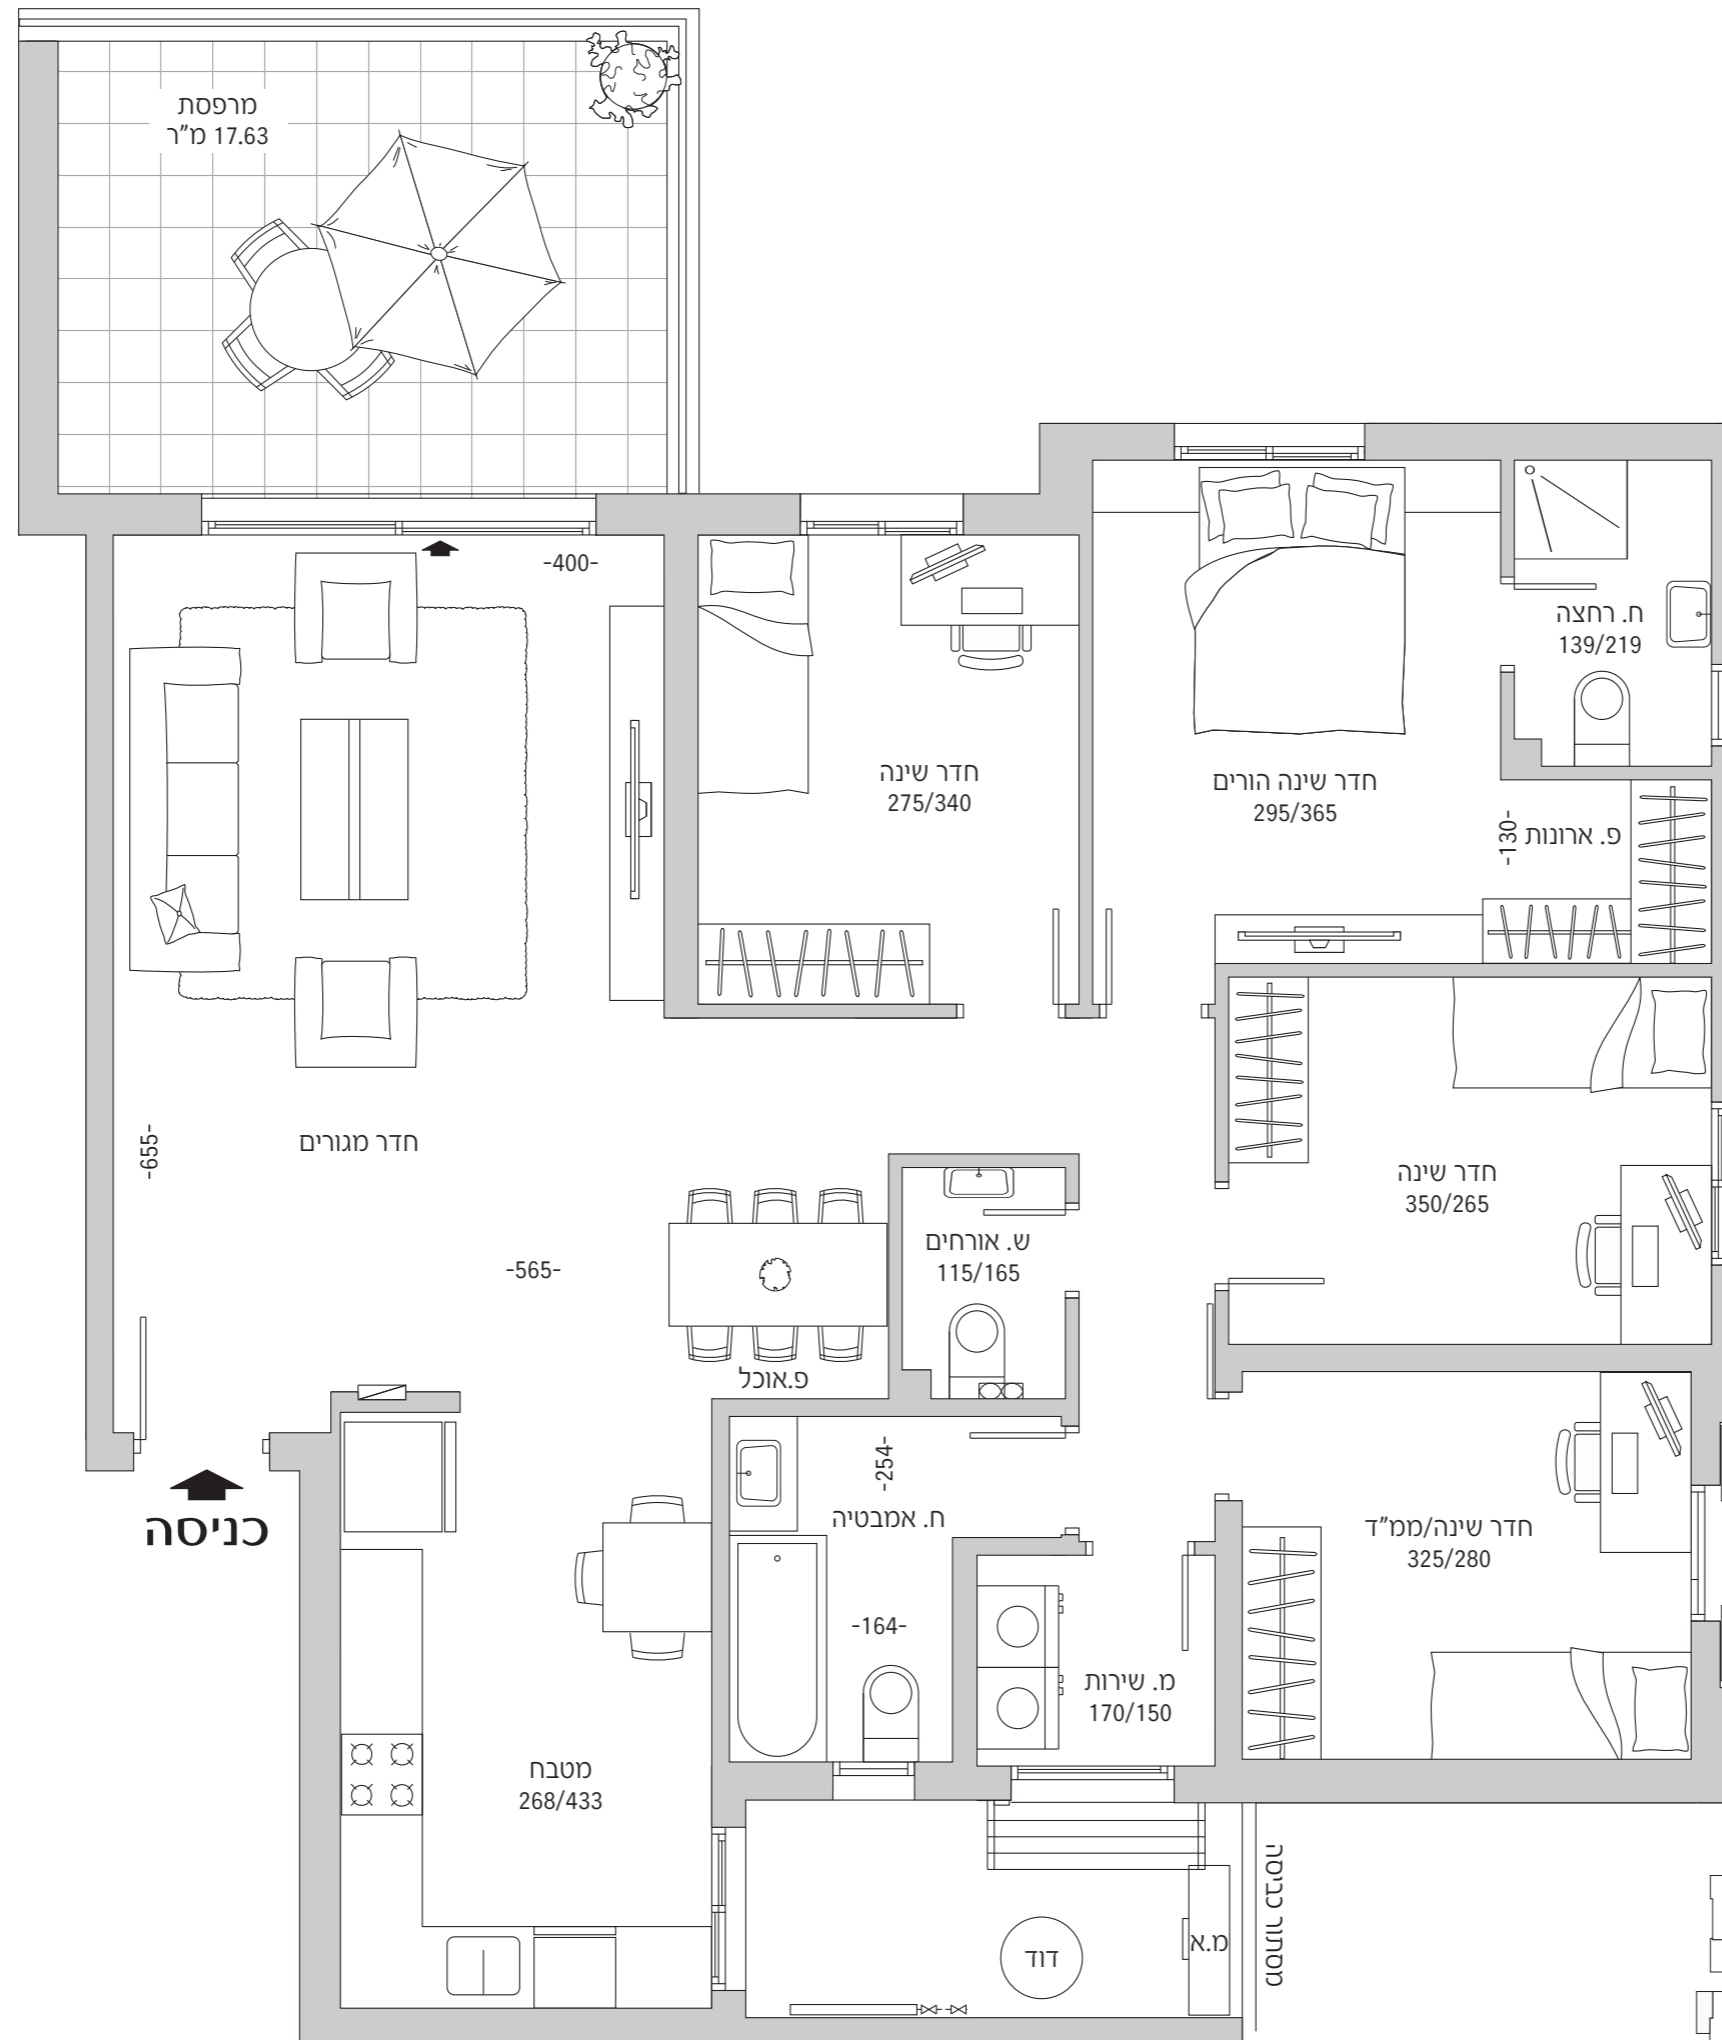 מרפסת
17.63 מ"ר
-400-
ח. רחצה
139/219
חדר שינה
275/340
חדר שינה הורים
295/365
פ. ארונות
-130-
חדר מגורים
-655-
חדר שינה
350/265
ש. אורחים
115/165
-565-
פ.אוכל
-254-
ח. אמבטיה
כניסה
חדר שינה/ממ"ד
325/280
-164-
מ. שירות
170/150
מטבח
268/433
מסתור כביסה
מ.א
דוד